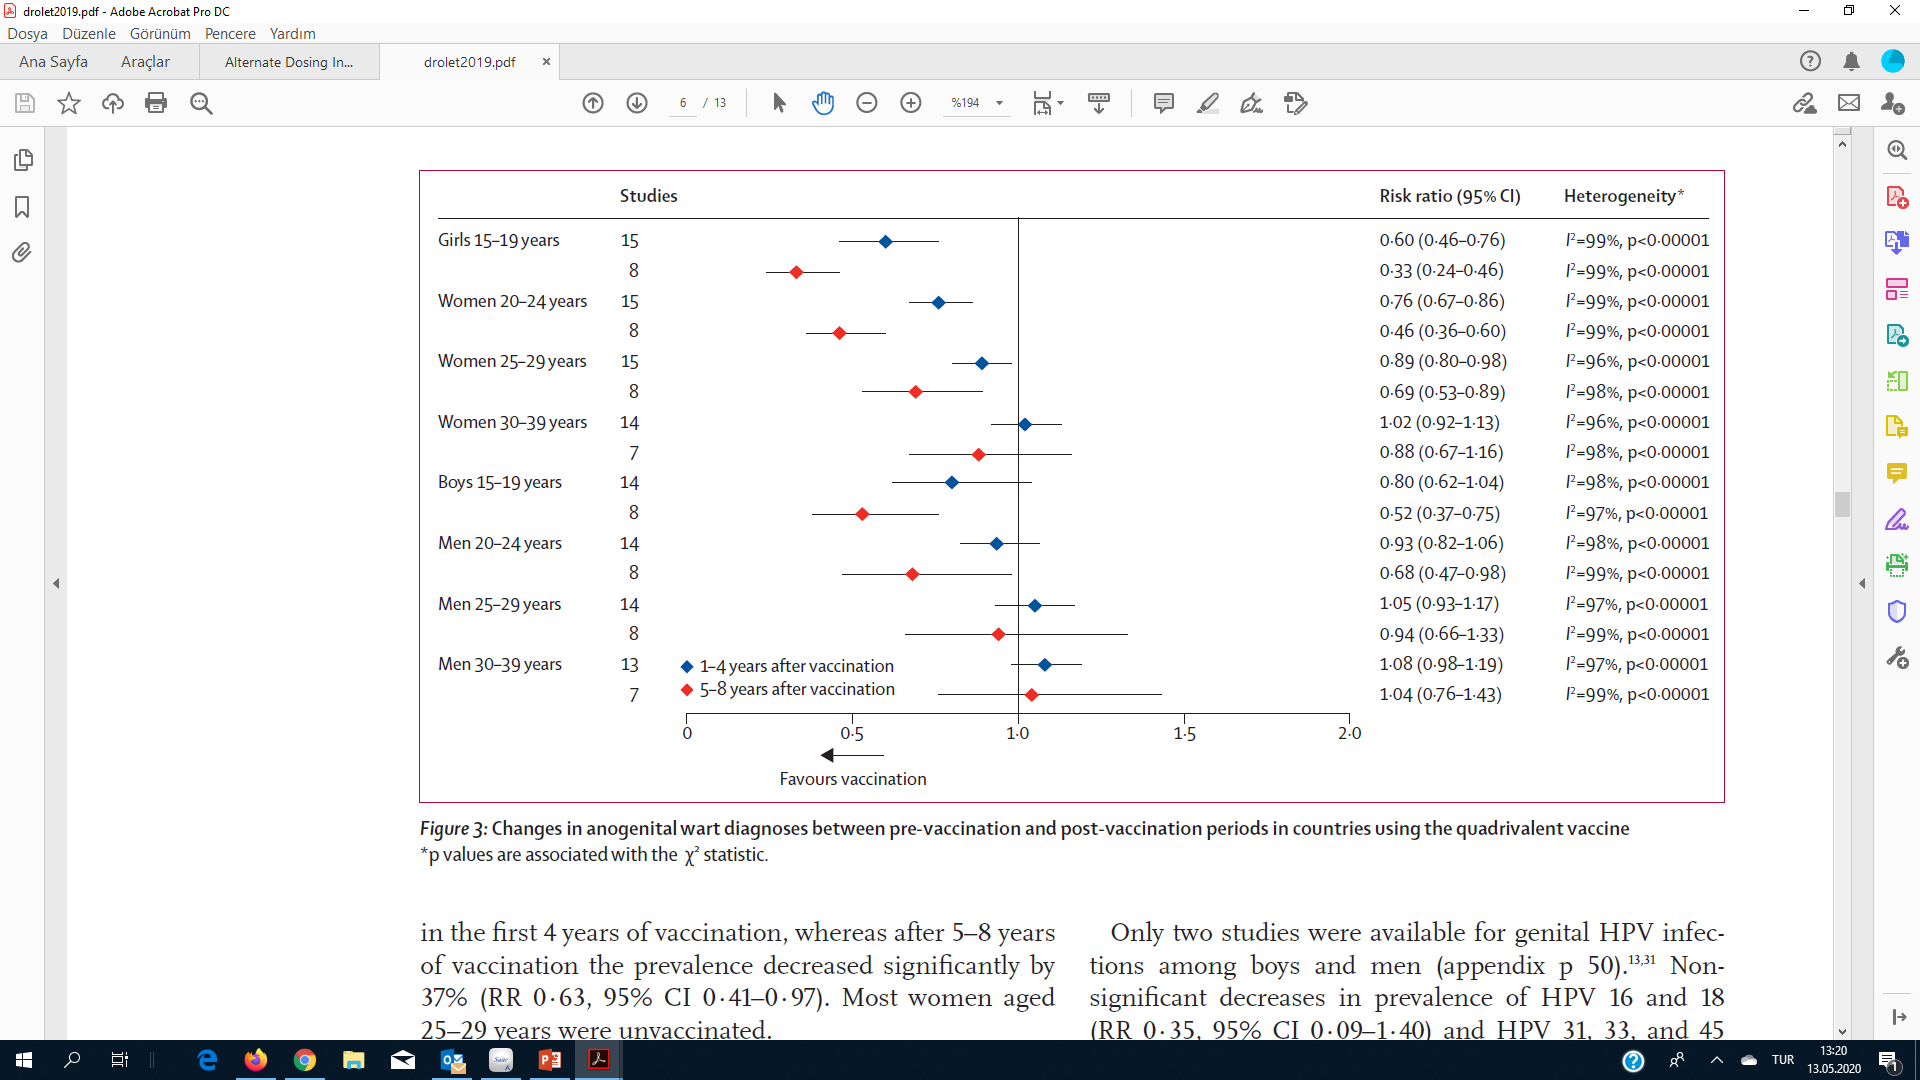 drolet2019.pdf - Adobe Acrobat Pro DC
Dosya Düzenle Görünüm Pencere Yardım
Ana Sayfa Araçlar Alternate Dosing In... drolet2019.pdf ×
6 / 13 %194
Studies Risk ratio (95% CI) Heterogeneity*
Girls 15–19 years 15 0·60 (0·46–0·76) I²=99%, p<0·00001
8 0·33 (0·24–0·46) I²=99%, p<0·00001
Women 20–24 years 15 0·76 (0·67–0·86) I²=99%, p<0·00001
8 0·46 (0·36–0·60) I²=99%, p<0·00001
Women 25–29 years 15 0·89 (0·80–0·98) I²=96%, p<0·00001
8 0·69 (0·53–0·89) I²=98%, p<0·00001
Women 30–39 years 14 1·02 (0·92–1·13) I²=96%, p<0·00001
7 0·88 (0·67–1·16) I²=98%, p<0·00001
Boys 15–19 years 14 0·80 (0·62–1·04) I²=98%, p<0·00001
8 0·52 (0·37–0·75) I²=97%, p<0·00001
Men 20–24 years 14 0·93 (0·82–1·06) I²=98%, p<0·00001
8 0·68 (0·47–0·98) I²=99%, p<0·00001
Men 25–29 years 14 1·05 (0·93–1·17) I²=97%, p<0·00001
8 0·94 (0·66–1·33) I²=99%, p<0·00001
Men 30–39 years 13 1–4 years after vaccination 1·08 (0·98–1·19) I²=97%, p<0·00001
5–8 years after vaccination
7 1·04 (0·76–1·43) I²=99%, p<0·00001
0 0·5 1·0 1·5 2·0
Favours vaccination
Figure 3: Changes in anogenital wart diagnoses between pre-vaccination and post-vaccination periods in countries using the quadrivalent vaccine
*p values are associated with the χ² statistic.
in the first 4 years of vaccination, whereas after 5–8 years
of vaccination the prevalence decreased significantly by
37% (RR 0·63, 95% CI 0·41–0·97). Most women aged
25–29 years were unvaccinated.
Only two studies were available for genital HPV infec-
tions among boys and men (appendix p 50).13,31 Non-
significant decreases in prevalence of HPV 16 and 18
(RR 0·35, 95% CI 0·09–1·40) and HPV 31, 33, and 45
TUR 13:20
13.05.2020 1